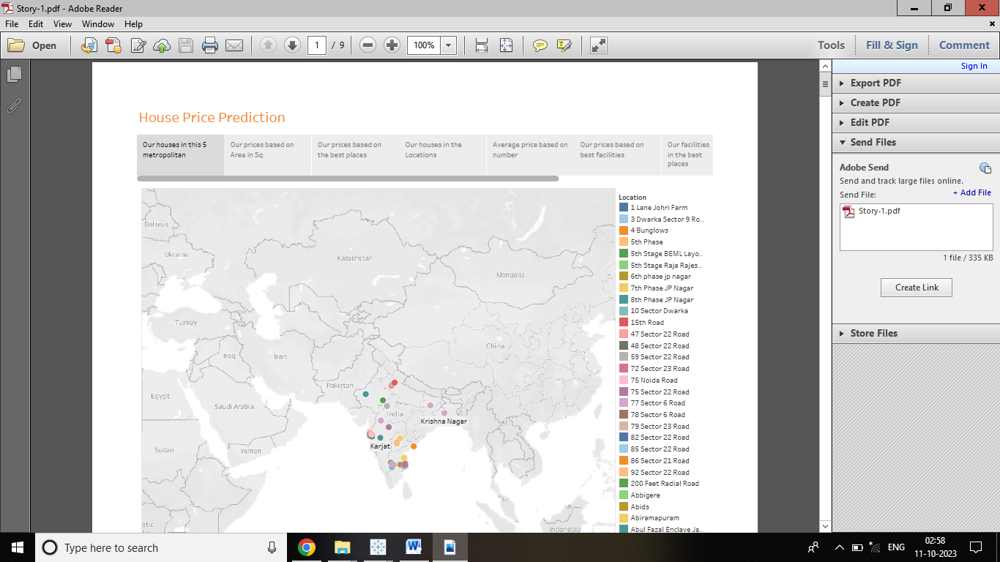 Story-1.pdf - Adobe Reader
File Edit View Window Help
Open
1 / 9
100%
Tools Fill & Sign Comment
Sign In
Export PDF
Create PDF
Edit PDF
Send Files
Adobe Send
Send and track large files online.
Send File:
+ Add File
Story-1.pdf
1 file / 335 KB
Create Link
Store Files
House Price Prediction
Our houses in this 5
metropolitan
Our prices based on
Area in Sq
Our prices based on
the best places
Our houses in the
Locations
Average price based on
number
Our prices based on
best facilities
Our facilities
in the best
places
Belarus
Ukraine
Kazakhstan
Mongolia
Turkey
China
Iraq
Iran
Pakistan
Egypt
Saudi Arabia
India
Krishna Nagar
Karjat
Sudan
Yemen
atic
Indonesia
Location
1 Lane Johri Farm
3 Dwarka Sector 9 Ro..
4 Bunglows
5th Phase
5th Stage BEML Layo..
5th Stage Raja Rajes..
6th phase jp nagar
7th Phase JP Nagar
8th Phase JP Nagar
10 Sector Dwarka
15th Road
47 Sector 22 Road
48 Sector 22 Road
59 Sector 22 Road
72 Sector 23 Road
75 Noida Road
75 Sector 22 Road
77 Sector 6 Road
78 Sector 6 Road
79 Sector 23 Road
82 Sector 22 Road
85 Sector 22 Road
86 Sector 21 Road
92 Sector 22 Road
200 Feet Radial Road
Abbigere
Abids
Abiramapuram
Abul Fazal Enclave Ja..
Type here to search
ENG
02:58
11-10-2023